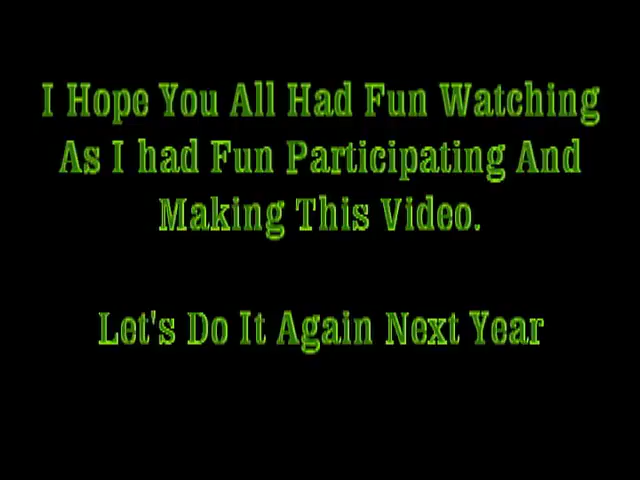 I Hope You All Had Fun Watching
As I had Fun Participating And
Making This Video.
Let's Do It Again Next Year